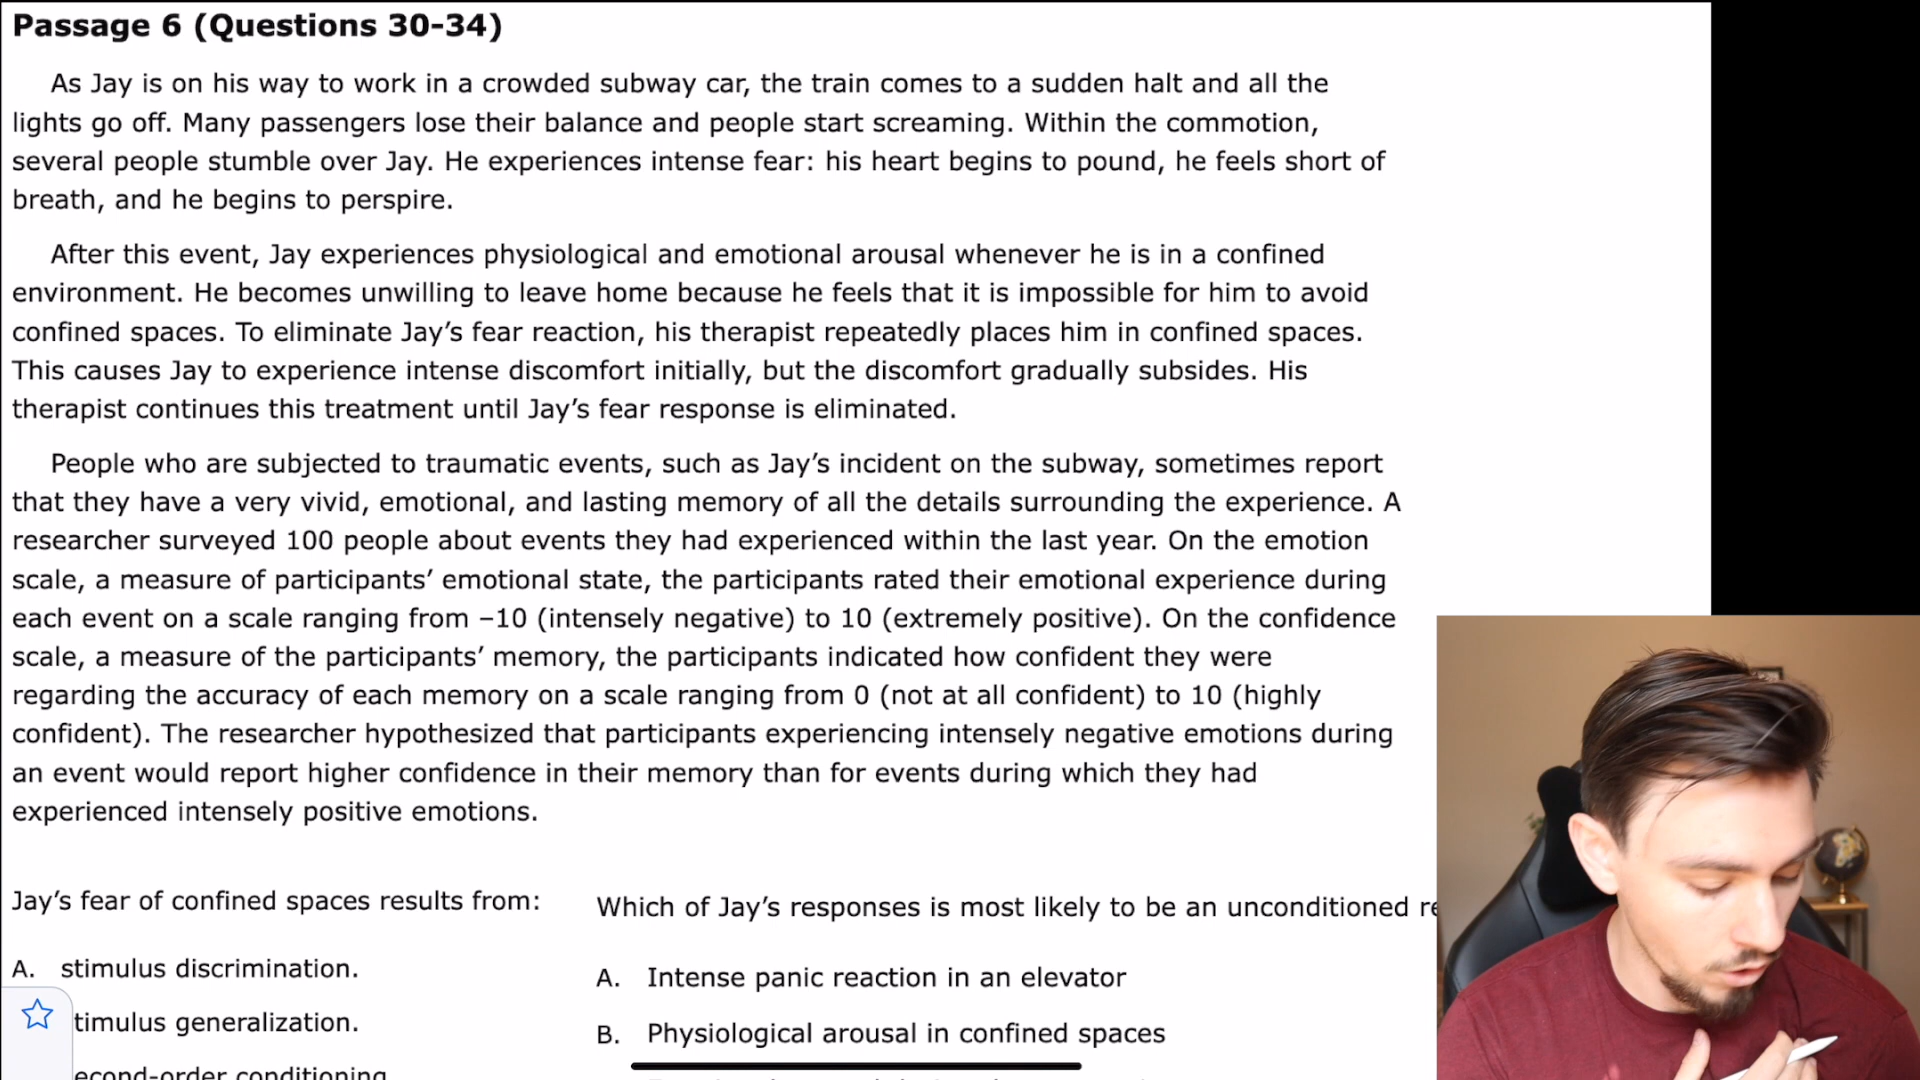 Passage 6 (Questions 30-34)
As Jay is on his way to work in a crowded subway car, the train comes to a sudden halt and all the
lights go off. Many passengers lose their balance and people start screaming. Within the commotion,
several people stumble over Jay. He experiences intense fear: his heart begins to pound, he feels short of
breath, and he begins to perspire.
After this event, Jay experiences physiological and emotional arousal whenever he is in a confined
environment. He becomes unwilling to leave home because he feels that it is impossible for him to avoid
confined spaces. To eliminate Jay’s fear reaction, his therapist repeatedly places him in confined spaces.
This causes Jay to experience intense discomfort initially, but the discomfort gradually subsides. His
therapist continues this treatment until Jay’s fear response is eliminated.
People who are subjected to traumatic events, such as Jay’s incident on the subway, sometimes report
that they have a very vivid, emotional, and lasting memory of all the details surrounding the experience. A
researcher surveyed 100 people about events they had experienced within the last year. On the emotion
scale, a measure of participants’ emotional state, the participants rated their emotional experience during
each event on a scale ranging from –10 (intensely negative) to 10 (extremely positive). On the confidence
scale, a measure of the participants’ memory, the participants indicated how confident they were
regarding the accuracy of each memory on a scale ranging from 0 (not at all confident) to 10 (highly
confident). The researcher hypothesized that participants experiencing intensely negative emotions during
an event would report higher confidence in their memory than for events during which they had
experienced intensely positive emotions.
Jay’s fear of confined spaces results from:
A. stimulus discrimination.
timulus generalization.
econd-order conditioning
Which of Jay’s responses is most likely to be an unconditioned re
A. Intense panic reaction in an elevator
B. Physiological arousal in confined spaces